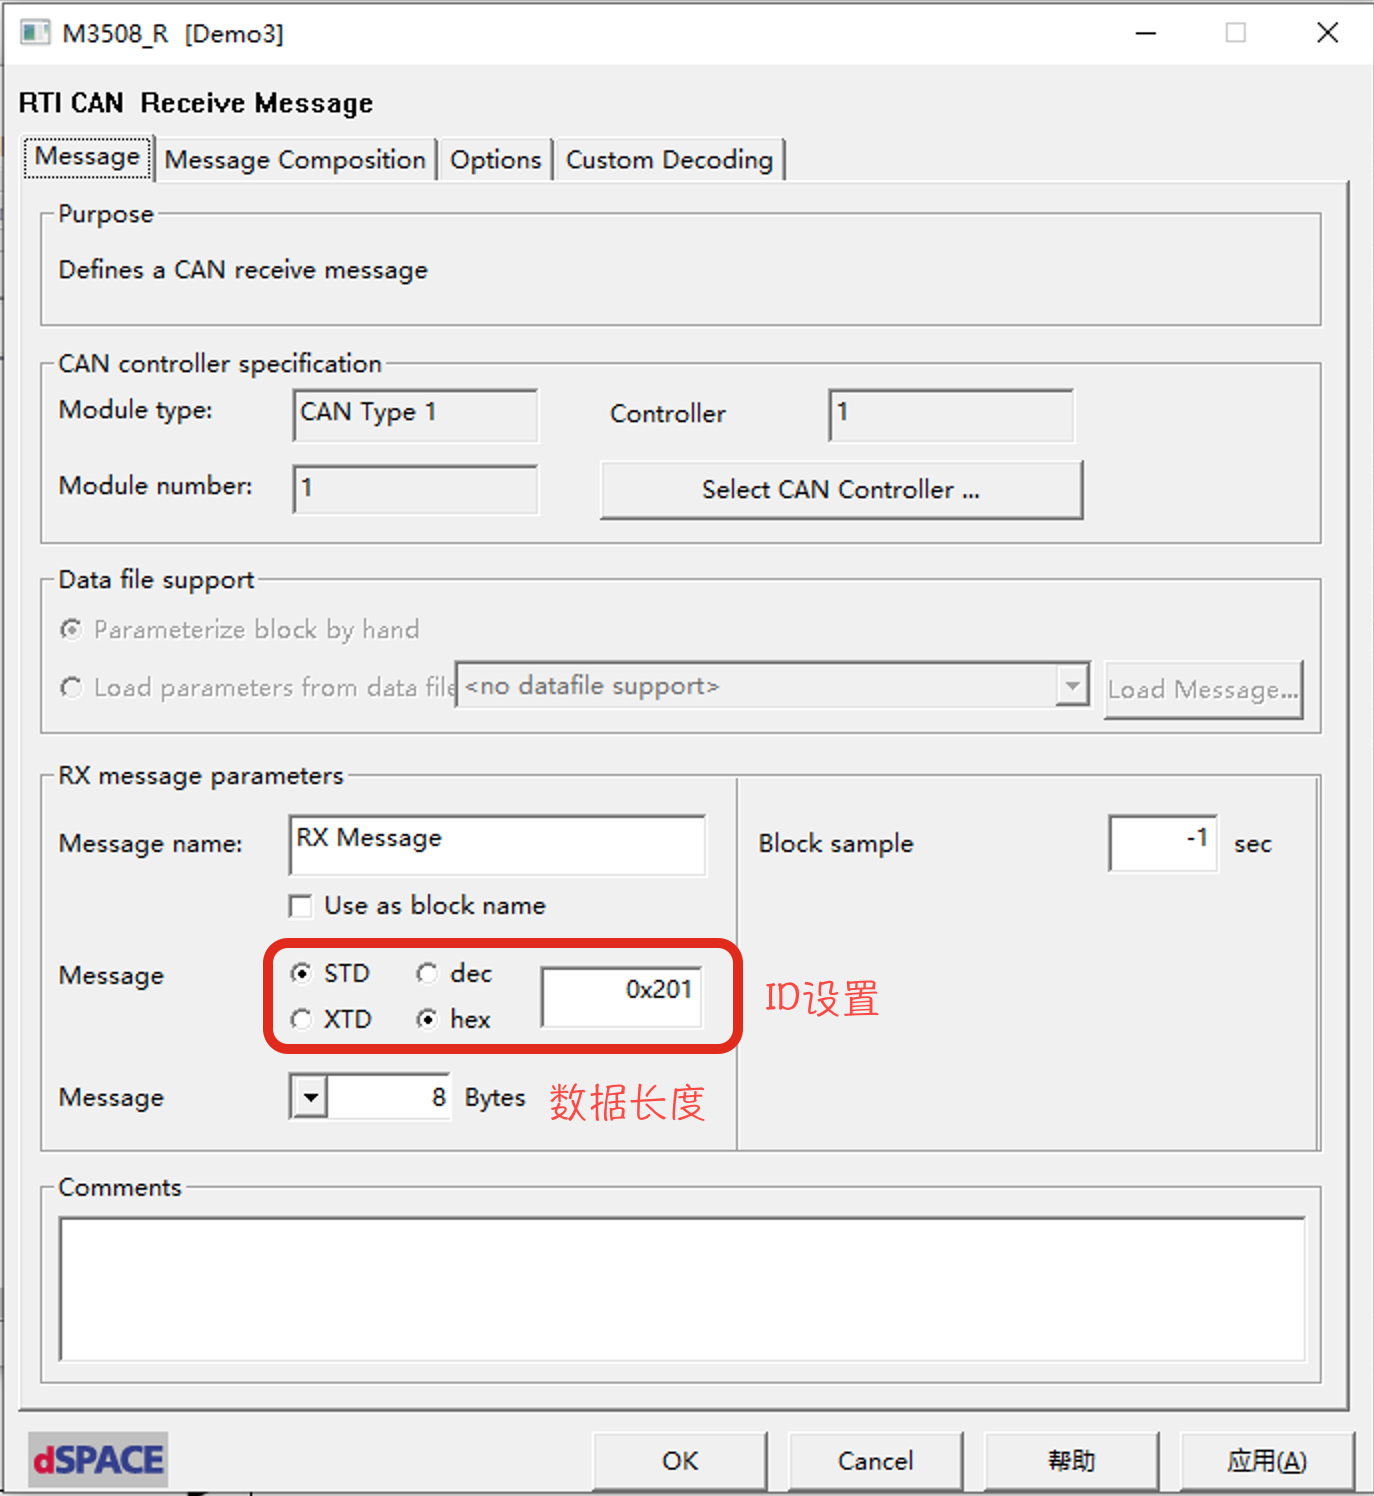 M3508_R [Demo3]
RTI CAN Receive Message
Message Message Composition Options Custom Decoding
Purpose
Defines a CAN receive message
CAN controller specification
Module type: CAN Type 1 Controller 1
Module number: 1 Select CAN Controller ...
Data file support
Parameterize block by hand
Load parameters from data file <no datafile support> Load Message...
RX message parameters
Message name: RX Message Block sample -1 sec
Use as block name
Message STD dec 0x201 ID设置
XTD hex
Message 8 Bytes 数据长度
Comments
dSPACE OK Cancel 帮助 应用(A)